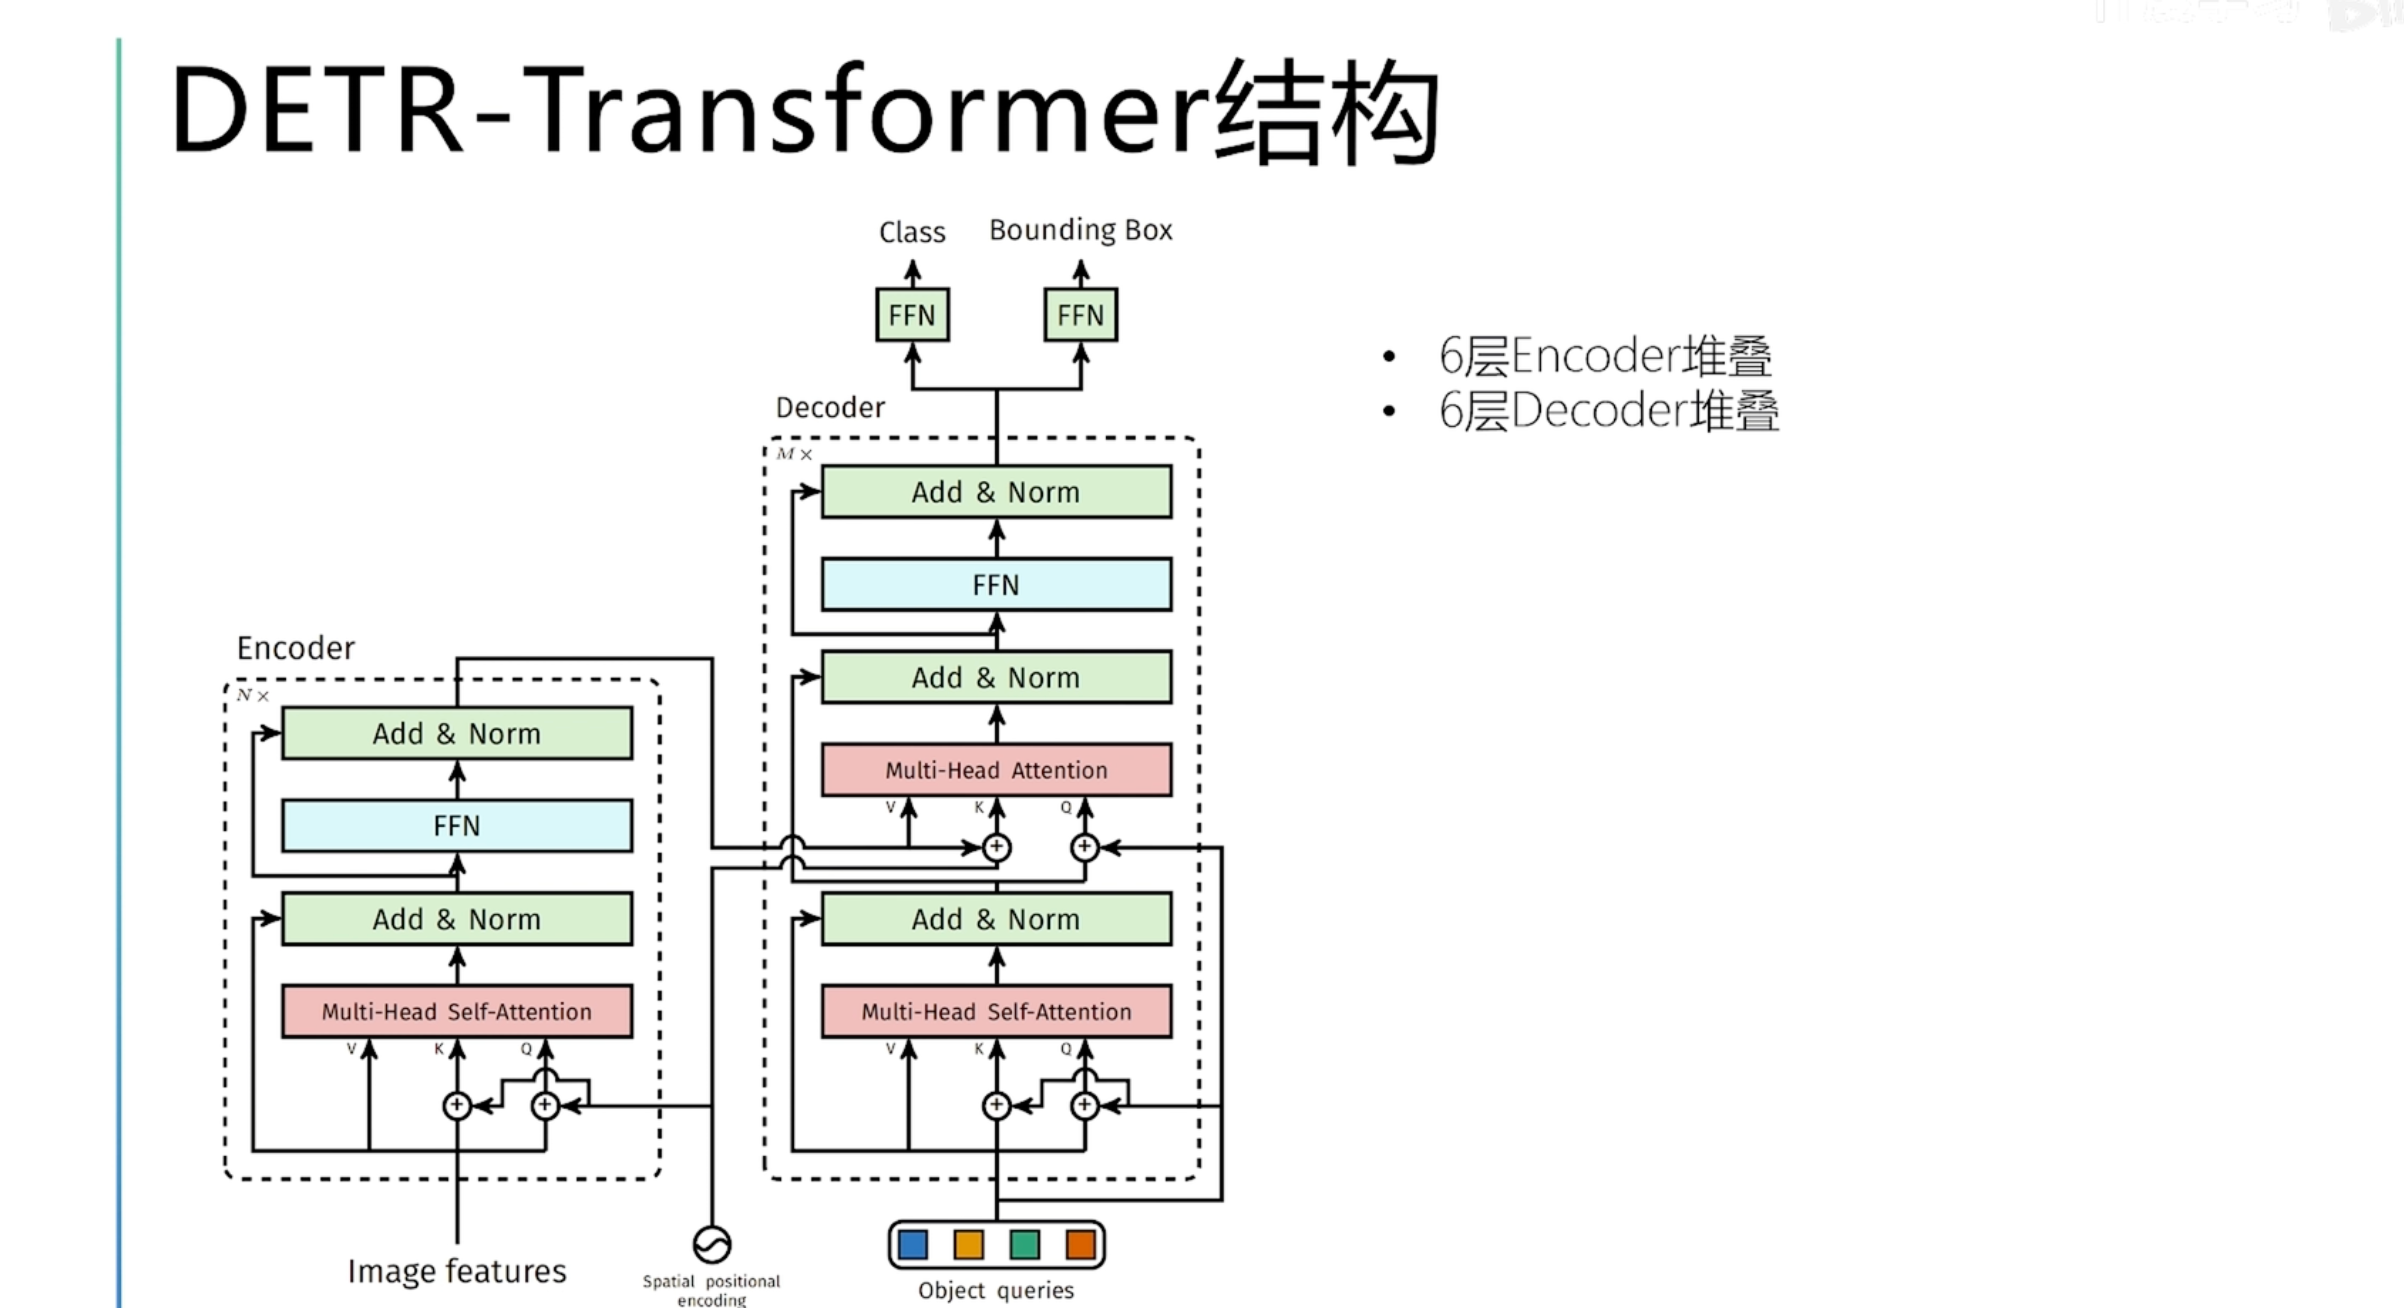 DETR-Transformer结构
Class
Bounding Box
FFN
FFN
6层Encoder堆叠
6层Decoder堆叠
Decoder
M×
Add & Norm
FFN
Add & Norm
Multi-Head Attention
V
K
Q
Add & Norm
Multi-Head Self-Attention
V
K
Q
Object queries
Encoder
N×
Add & Norm
FFN
Add & Norm
Multi-Head Self-Attention
V
K
Q
Image features
Spatial positional
encoding